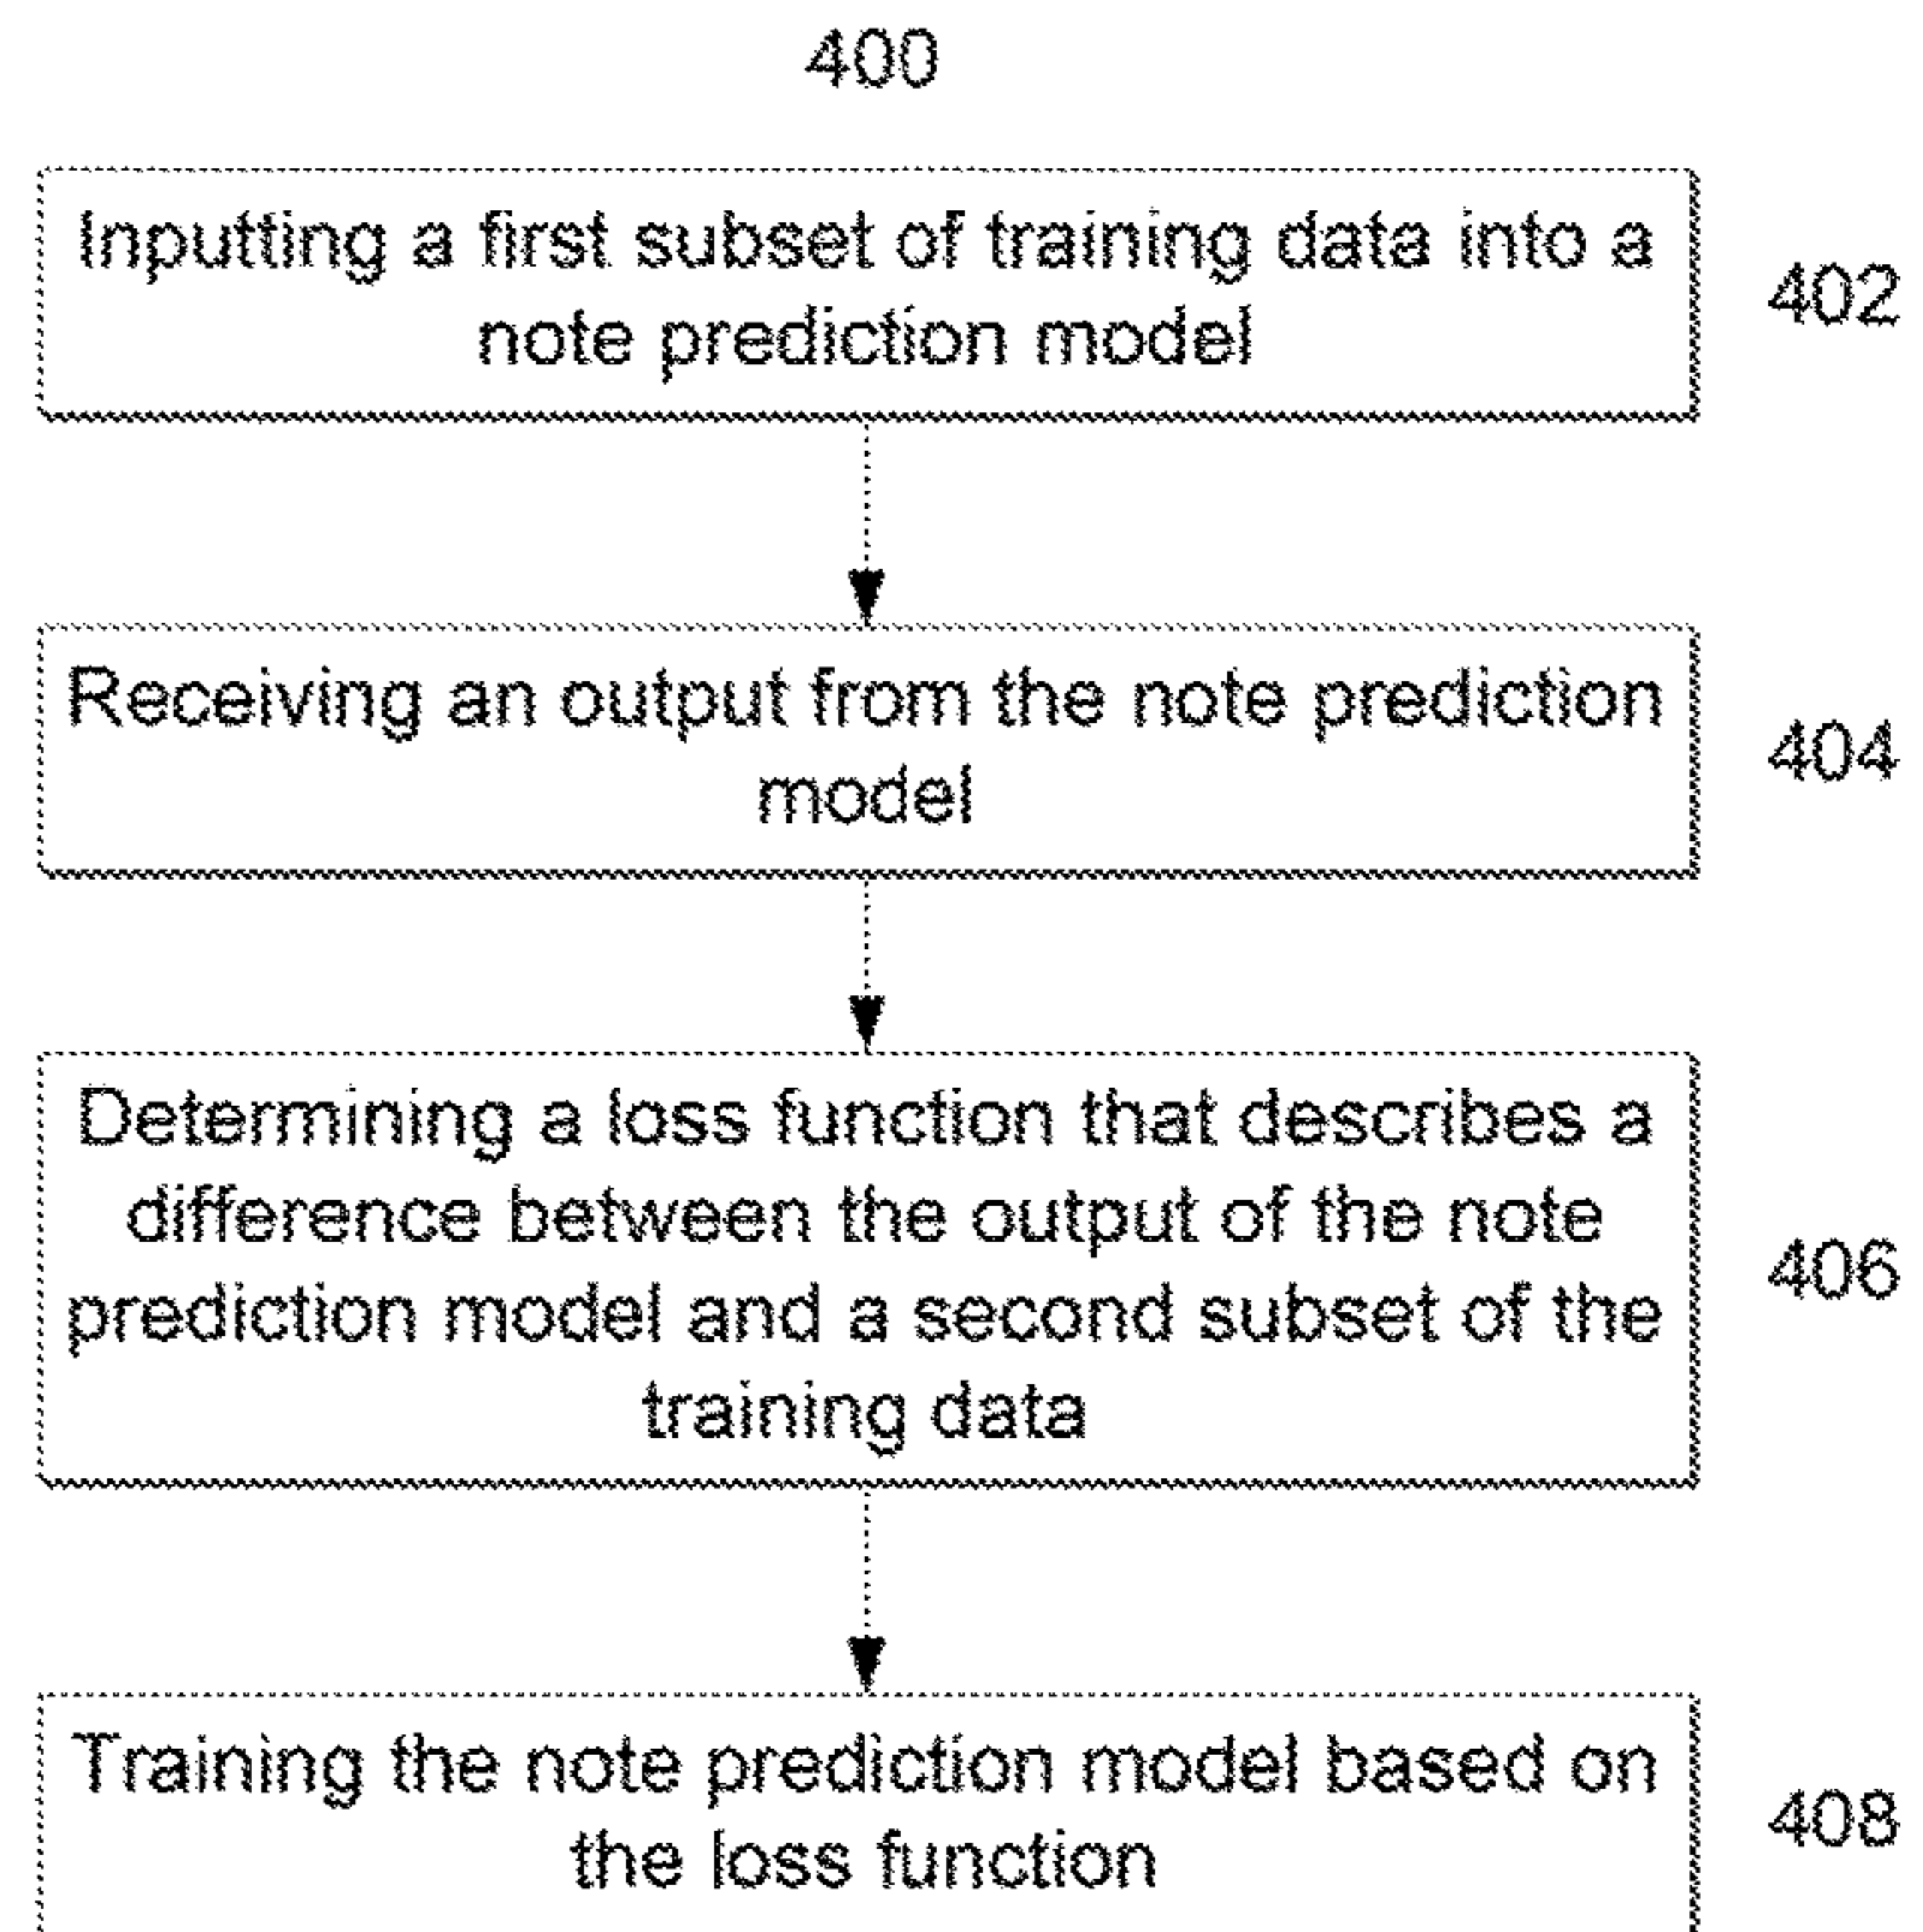 400
Inputting a first subset of training data into a
note prediction model
402
Receiving an output from the note prediction
model
404
Determining a loss function that describes a
difference between the output of the note
prediction model and a second subset of the
training data
406
Training the note prediction model based on
the loss function
408